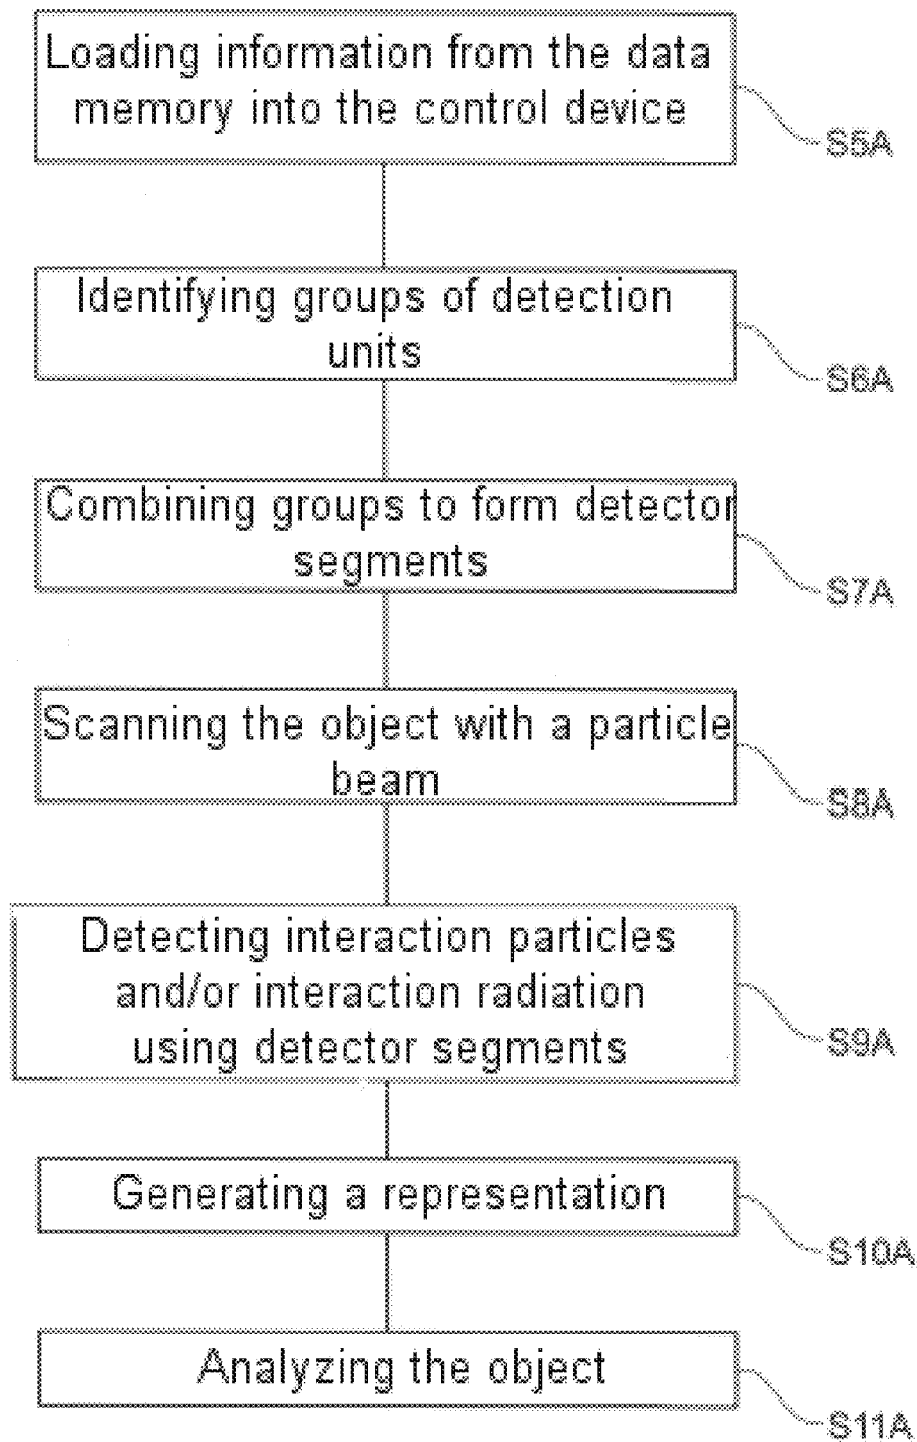 Loading information from the data
memory into the control device
S5A
Identifying groups of detection
units
S6A
Combining groups to form detector
segments
S7A
Scanning the object with a particle
beam
S8A
Detecting interaction particles
and/or interaction radiation
using detector segments
S9A
Generating a representation
S10A
Analyzing the object
S11A